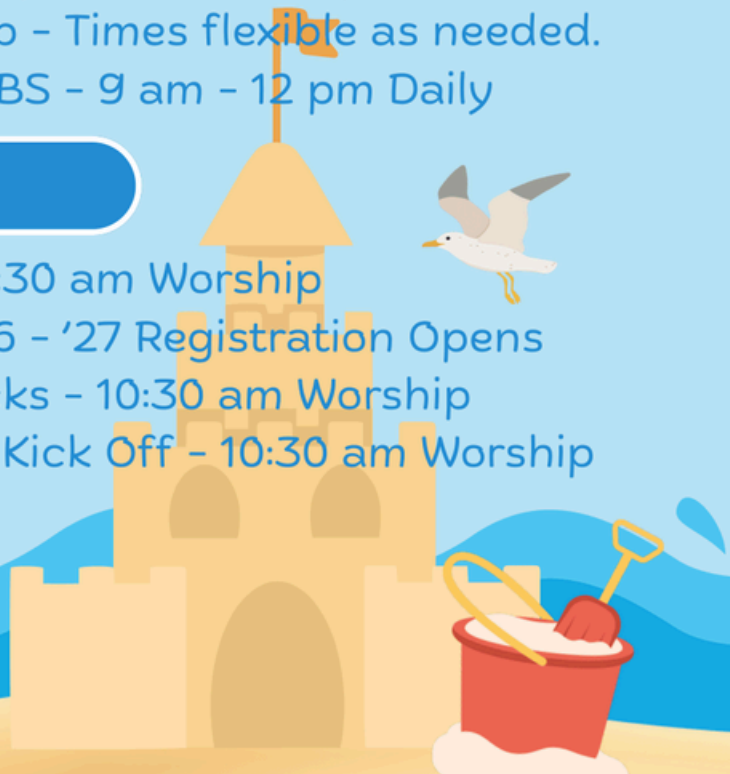 - Times flexible as needed.
BS - 9 am - 12 pm Daily
:30 am Worship
6 - '27 Registration Opens
ks - 10:30 am Worship
Kick Off - 10:30 am Worship